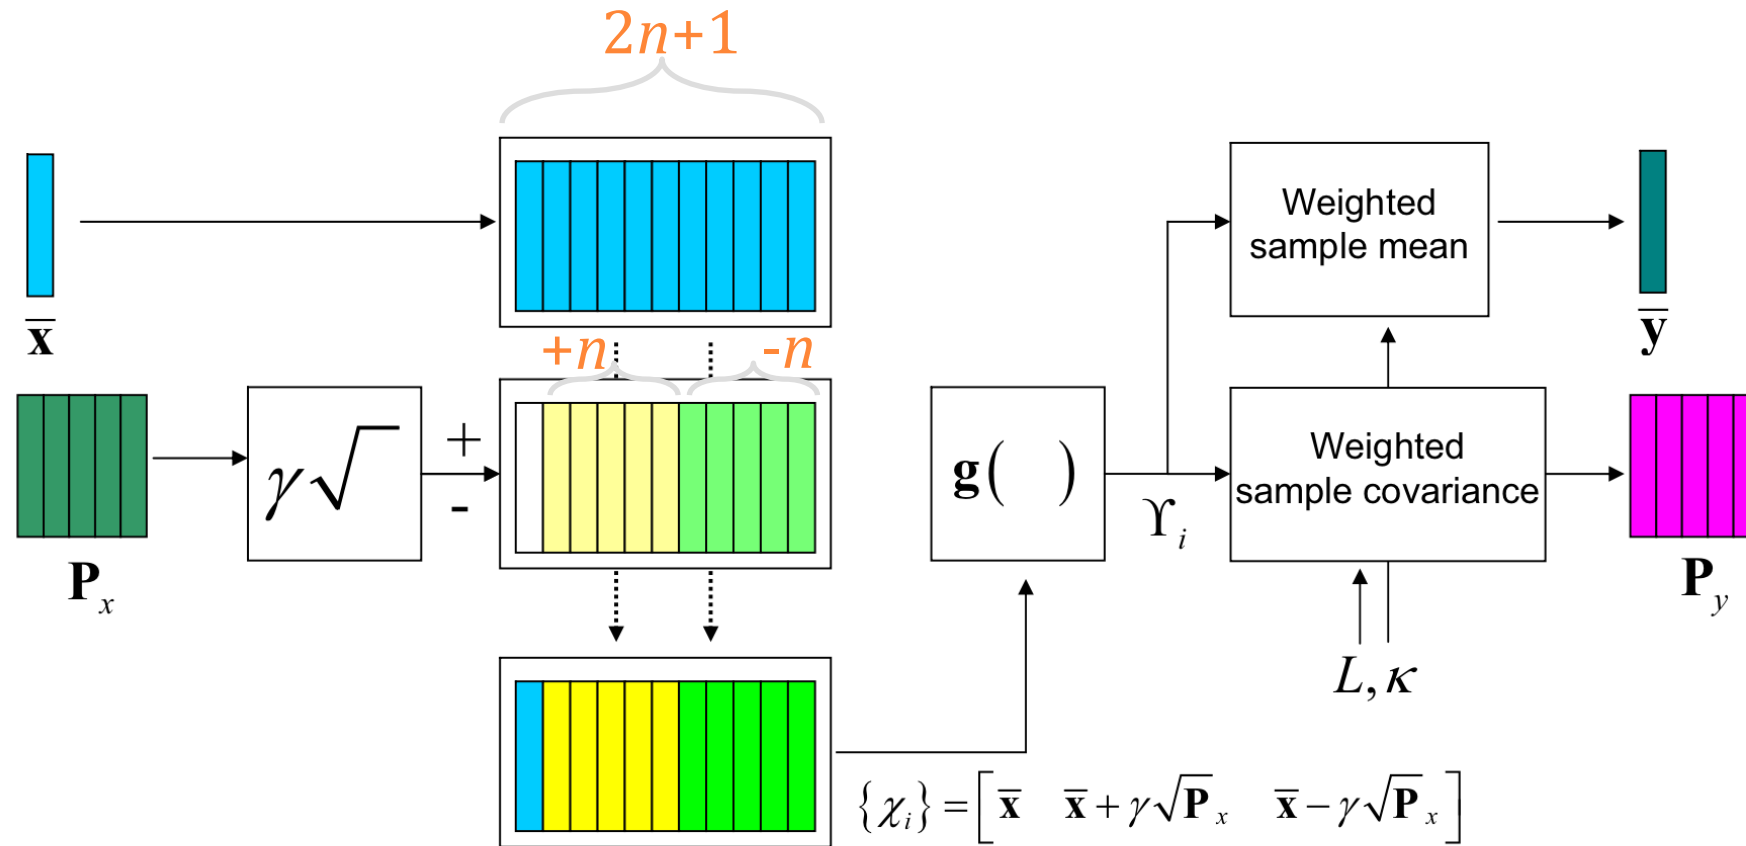 2n+1
x̄
+n
-n
Weighted
sample mean
ȳ
P_x
γ√
+
-
g( )
ϒ_i
Weighted
sample covariance
P_y
L, κ
{χ_i} = [x̄ x̄ + γ√P_x x̄ − γ√P_x]